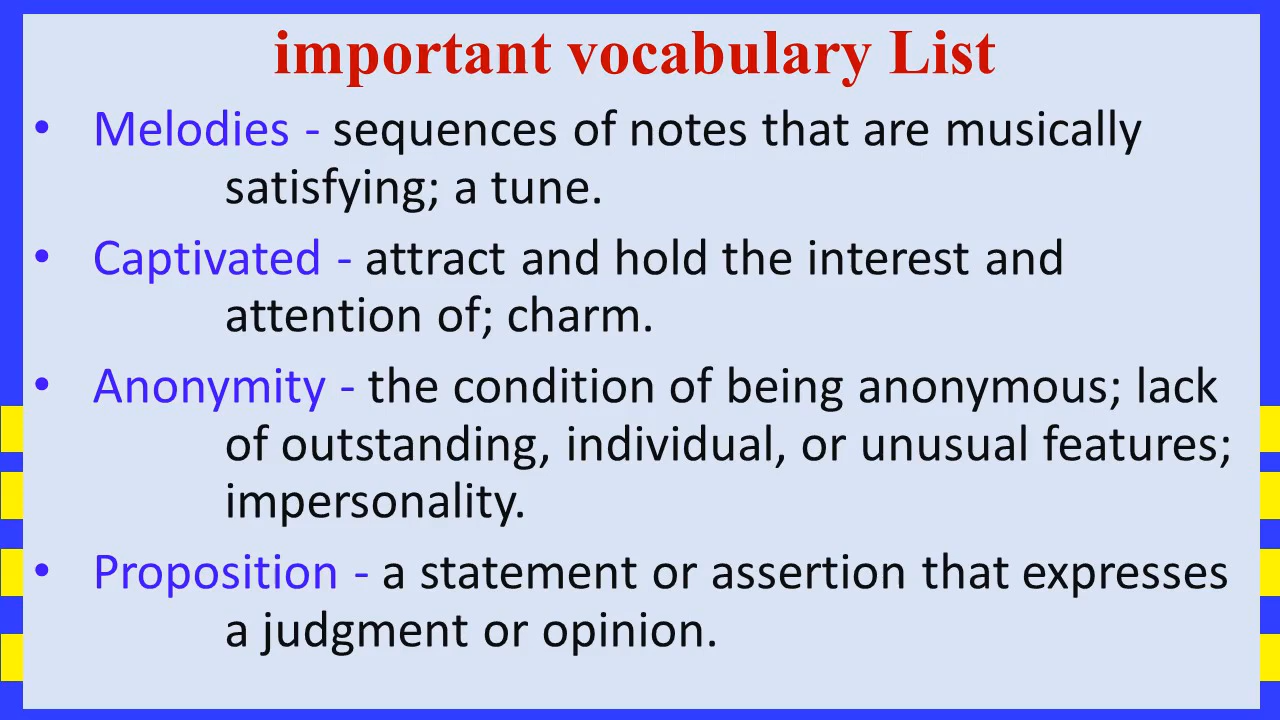 important vocabulary List
• Melodies - sequences of notes that are musically
satisfying; a tune.
• Captivated - attract and hold the interest and
attention of; charm.
• Anonymity - the condition of being anonymous; lack
of outstanding, individual, or unusual features;
impersonality.
• Proposition - a statement or assertion that expresses
a judgment or opinion.